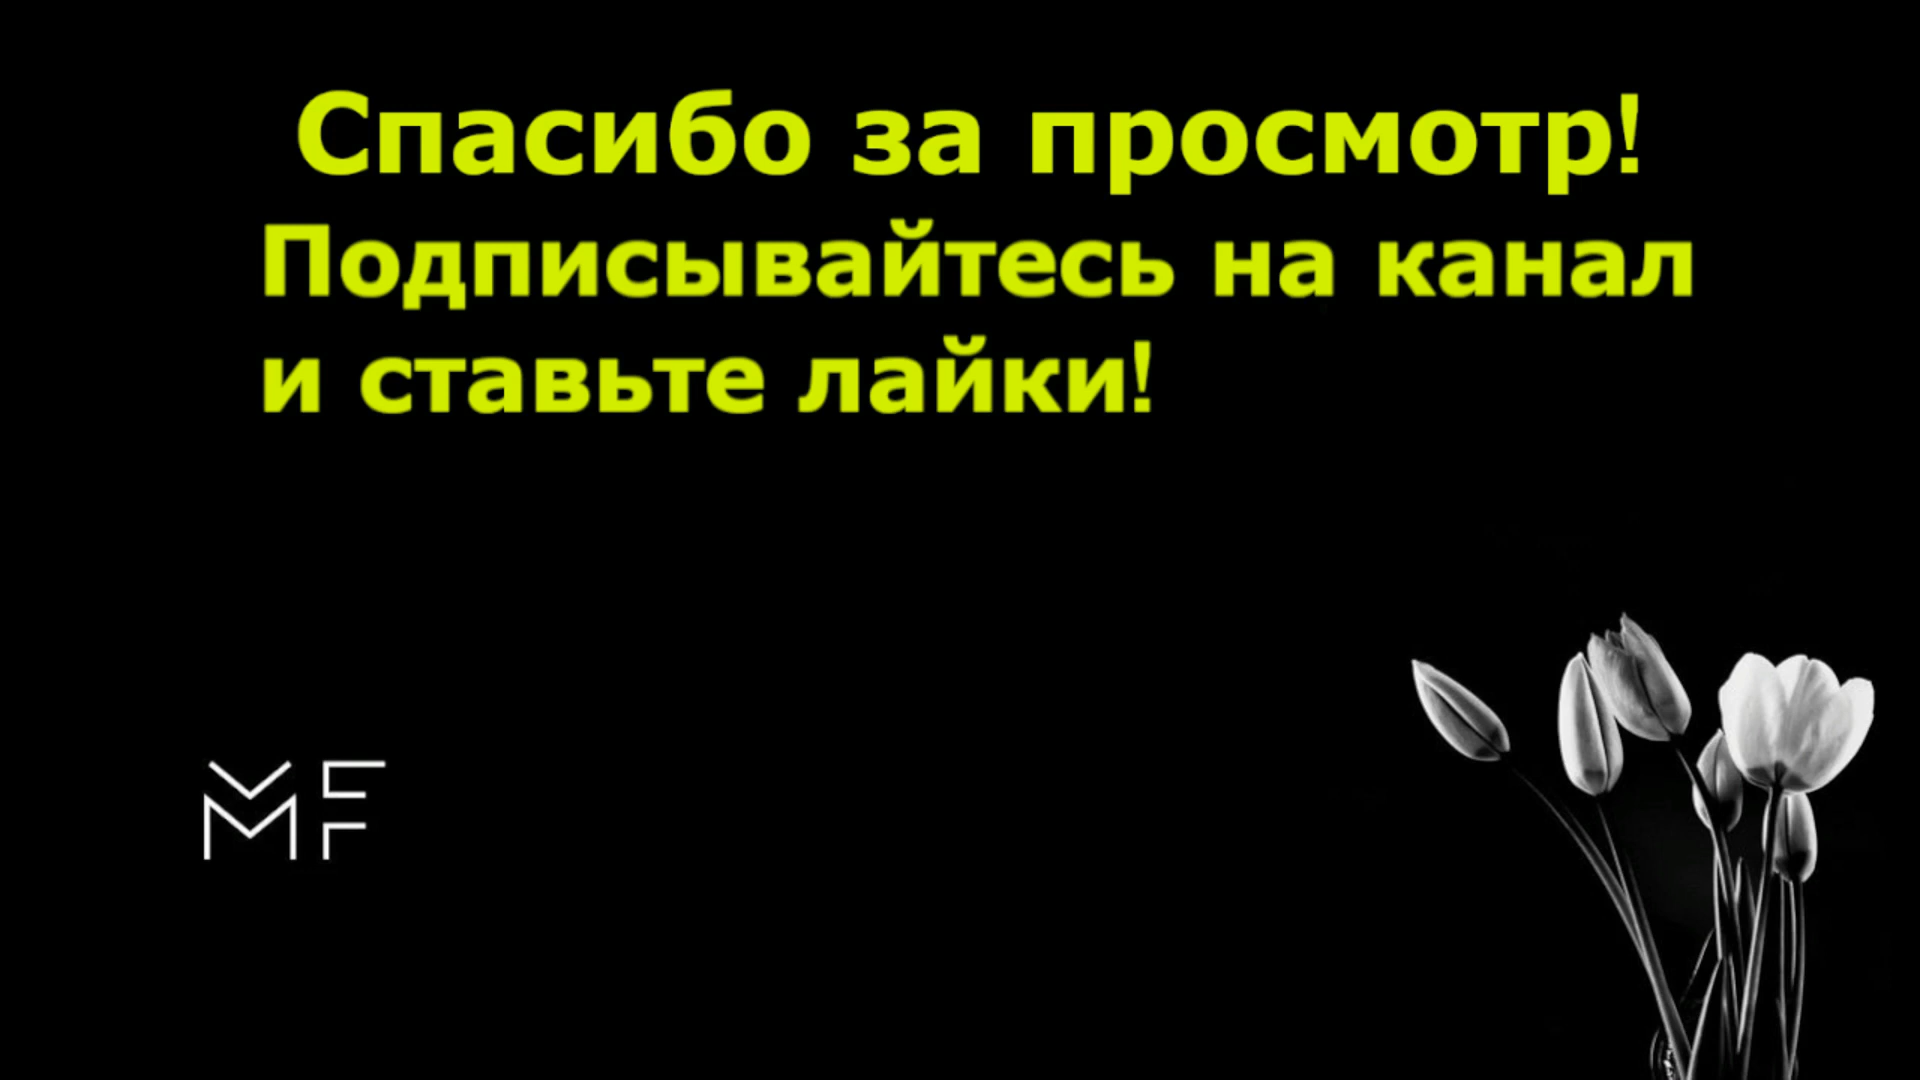 Спасибо за просмотр!
Подписывайтесь на канал
и ставьте лайки!
MF